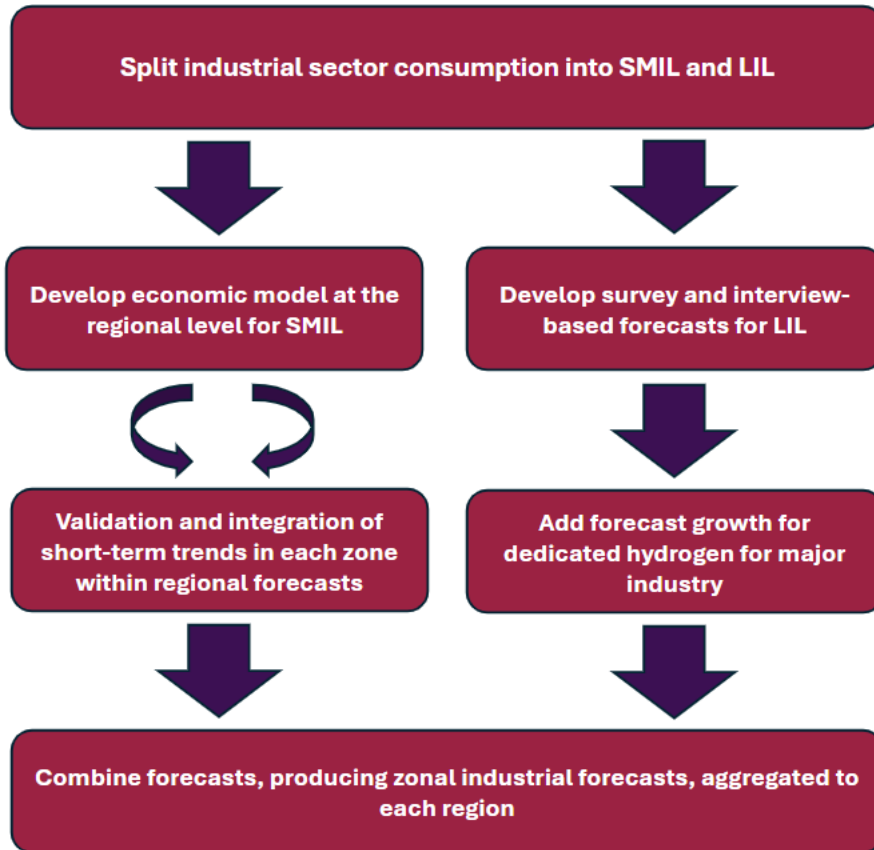 Split industrial sector consumption into SMIL and LIL
Develop economic model at the
regional level for SMIL
Develop survey and interview-
based forecasts for LIL
Validation and integration of
short-term trends in each zone
within regional forecasts
Add forecast growth for
dedicated hydrogen for major
industry
Combine forecasts, producing zonal industrial forecasts, aggregated to
each region